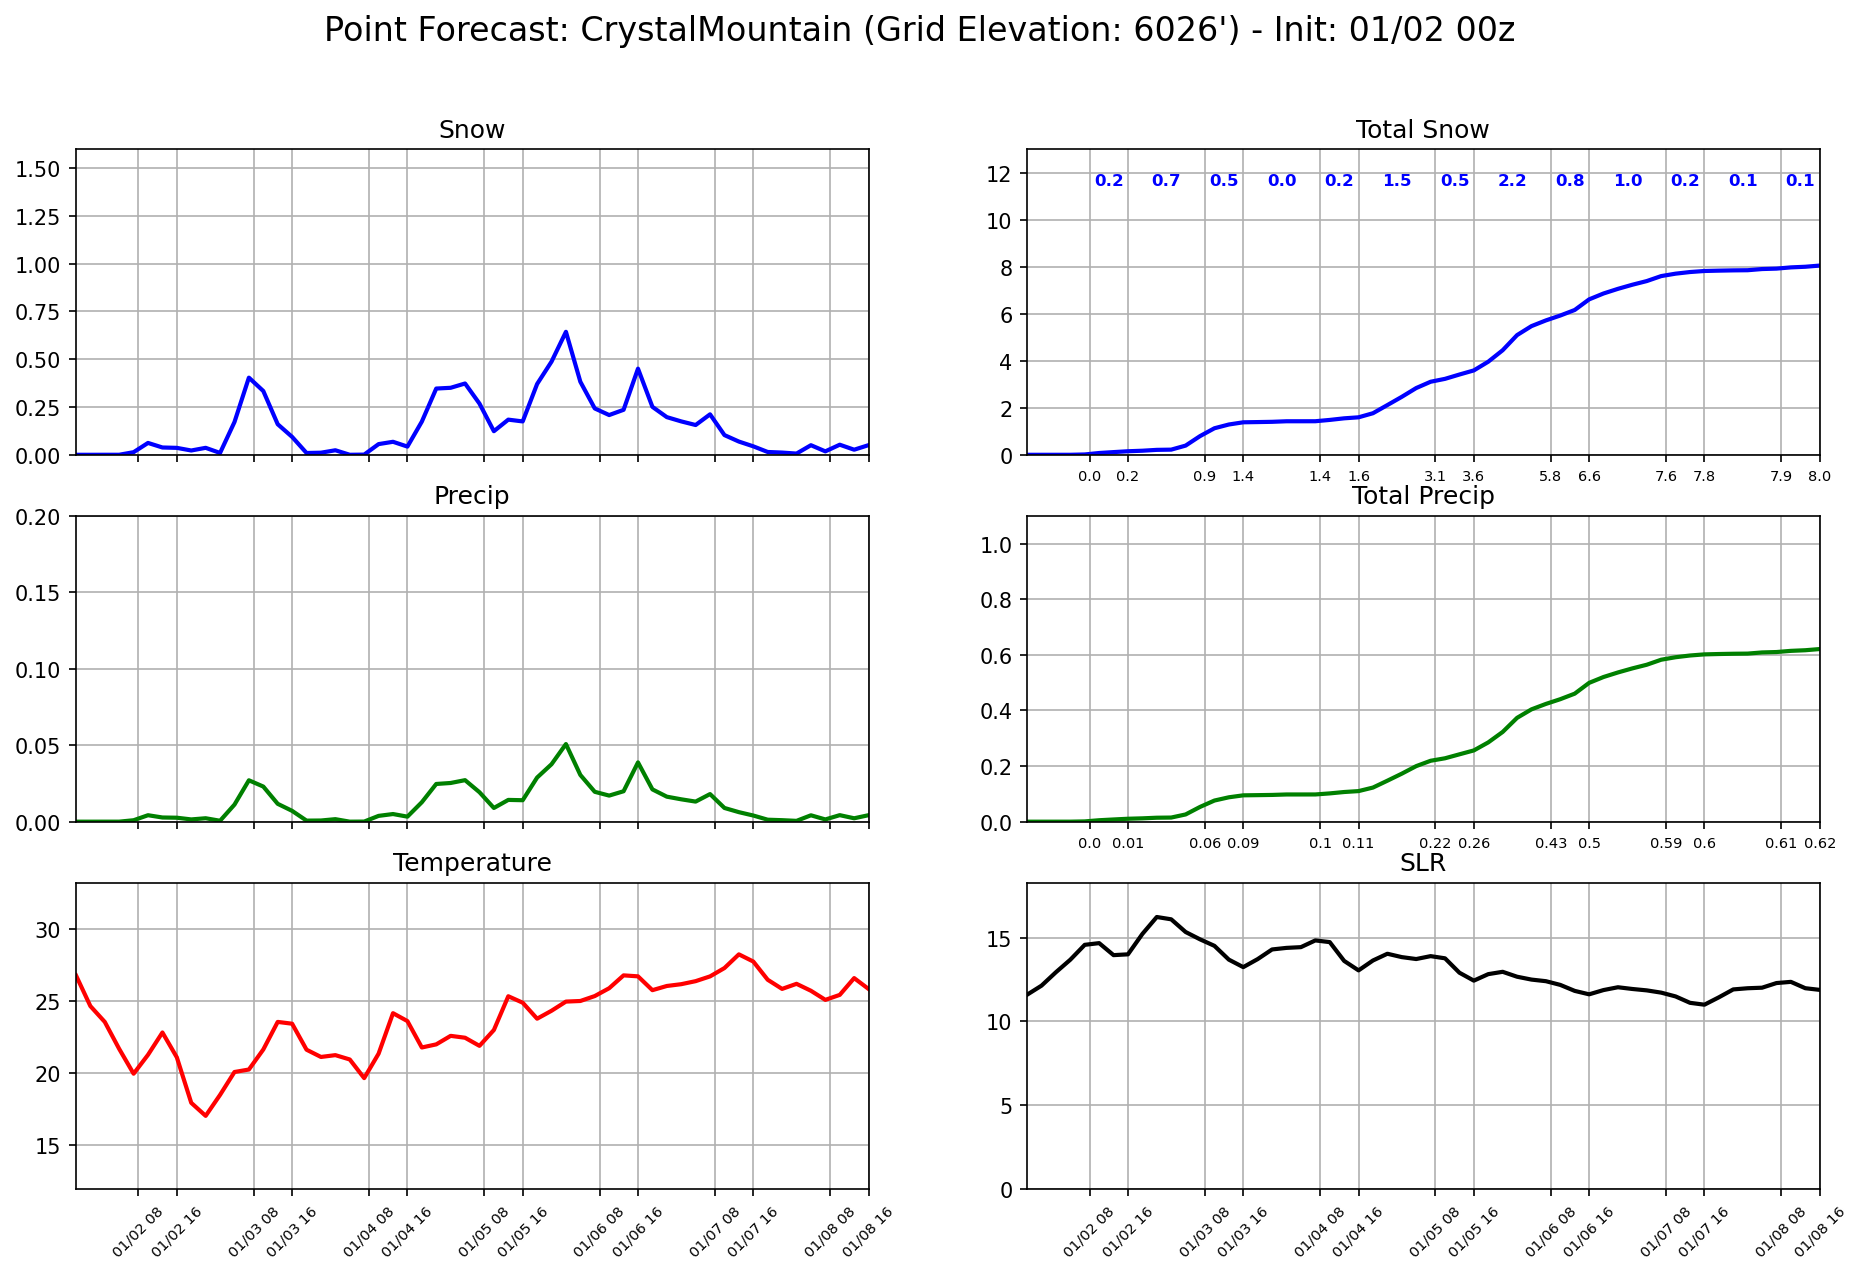 Point Forecast: CrystalMountain (Grid Elevation: 6026') - Init: 01/02 00z
Snow
1.50
1.25
1.00
0.75
0.50
0.25
0.00
Total Snow
12
10
8
6
4
2
0
0.2 0.7 0.5 0.0 0.2 1.5 0.5 2.2 0.8 1.0 0.2 0.1 0.1
0.0 0.2 0.9 1.4 1.4 1.6 3.1 3.6 5.8 6.6 7.6 7.8 7.9 8.0
Precip
0.20
0.15
0.10
0.05
0.00
Total Precip
1.0
0.8
0.6
0.4
0.2
0.0
0.0 0.01 0.06 0.09 0.1 0.11 0.22 0.26 0.43 0.5 0.59 0.6 0.61 0.62
Temperature
30
25
20
15
01/02 08 01/02 16 01/03 08 01/03 16 01/04 08 01/04 16 01/05 08 01/05 16 01/06 08 01/06 16 01/07 08 01/07 16 01/08 08 01/08 16
SLR
15
10
5
0
01/02 08 01/02 16 01/03 08 01/03 16 01/04 08 01/04 16 01/05 08 01/05 16 01/06 08 01/06 16 01/07 08 01/07 16 01/08 08 01/08 16